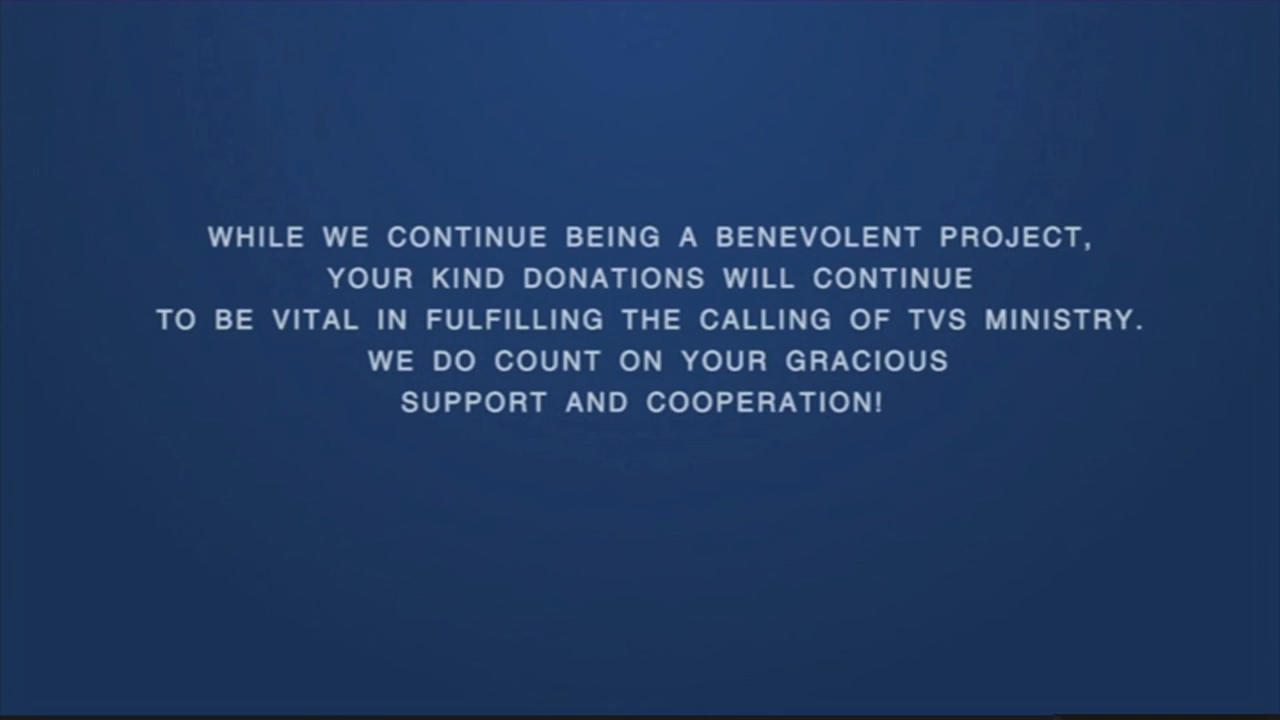 WHILE WE CONTINUE BEING A BENEVOLENT PROJECT,
YOUR KIND DONATIONS WILL CONTINUE
TO BE VITAL IN FULFILLING THE CALLING OF TVS MINISTRY.
WE DO COUNT ON YOUR GRACIOUS
SUPPORT AND COOPERATION!